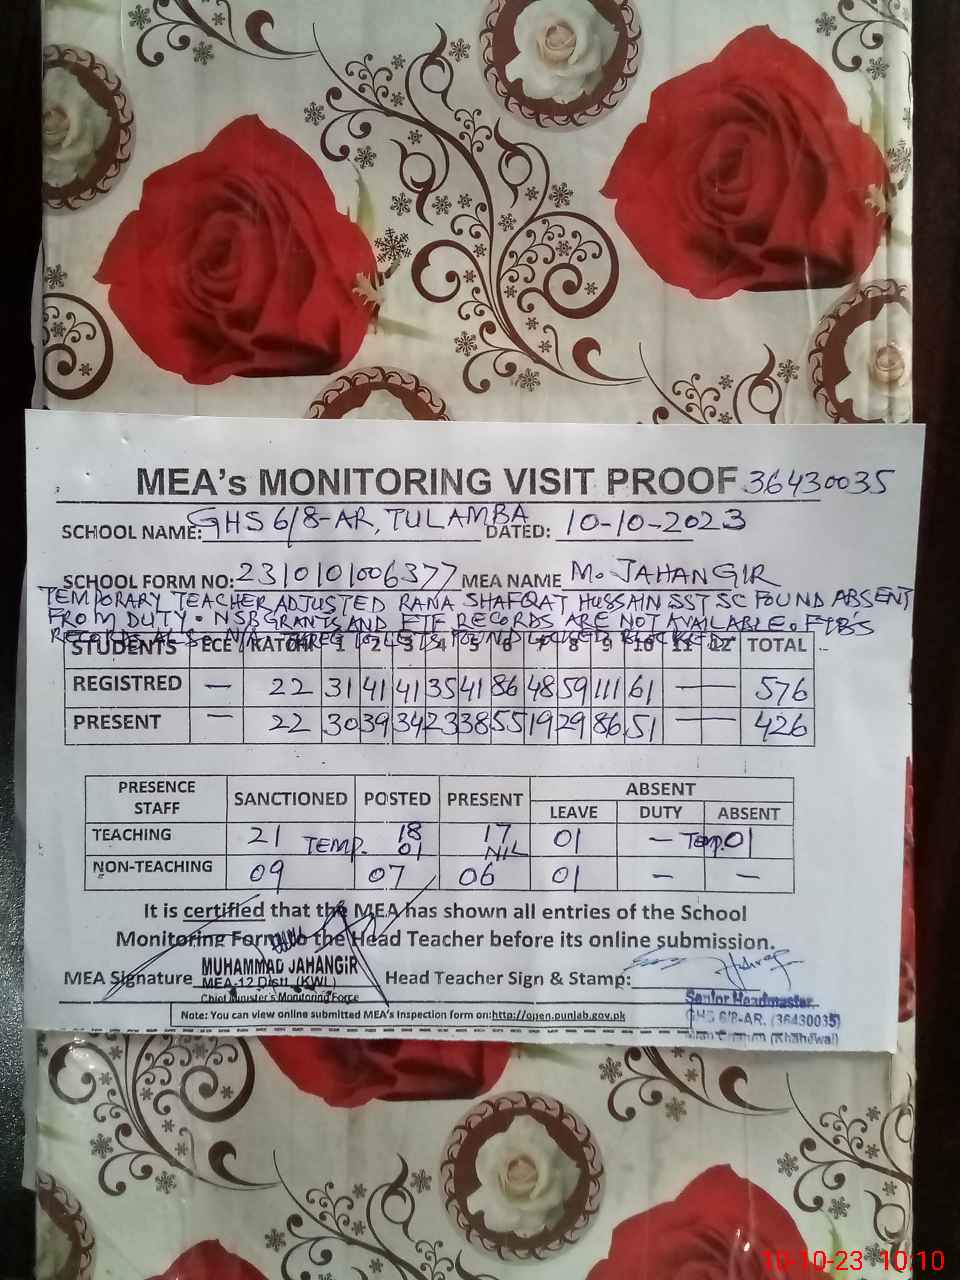 MEA's MONITORING VISIT PROOF 36430035
SCHOOL NAME: GHS 6/8-AR, TULAMBA DATED: 10-10-2023
SCHOOL FORM NO: 2310101006377 MEA NAME M. JAHANGIR
TEMPORARY TEACHER ADJUSTED RANA SHAFQAT HUSSAIN SST SC FOUND ABSENT
FROM DUTY. NSB GRANTS AND FTF RECORDS ARE NOT AVAILABLE. FTBS
RECORDS ALSO N/A. THREE TOILETS FOUND LOCKED BLOCKED.
STUDENTS ECE KATCHI 1 2 3 4 5 6 7 8 9 10 11 12 TOTAL
REGISTRED — 22 31 41 41 35 41 86 48 59 111 61 — — 576
PRESENT — 22 30 39 34 23 38 55 19 29 86 51 — — 426
PRESENCE STAFF SANCTIONED POSTED PRESENT ABSENT
LEAVE DUTY ABSENT
TEACHING 21 18 17 01 — Temp. 01
TEMP. 01 NIL
NON-TEACHING 09 07 06 01 — —
It is certified that the MEA has shown all entries of the School
Monitoring Form to the Head Teacher before its online submission.
MEA Signature MUHAMMAD JAHANGIR Head Teacher Sign & Stamp:
MEA-12 Distt. (KWL)
Chief Minister's Monitoring Force
Senior Headmaster
GHS 6/8-AR. (36430035)
Note: You can view online submitted MEA's Inspection form on:http://open.punjab.gov.pk
(Khanewal)
10-10-23 10:10